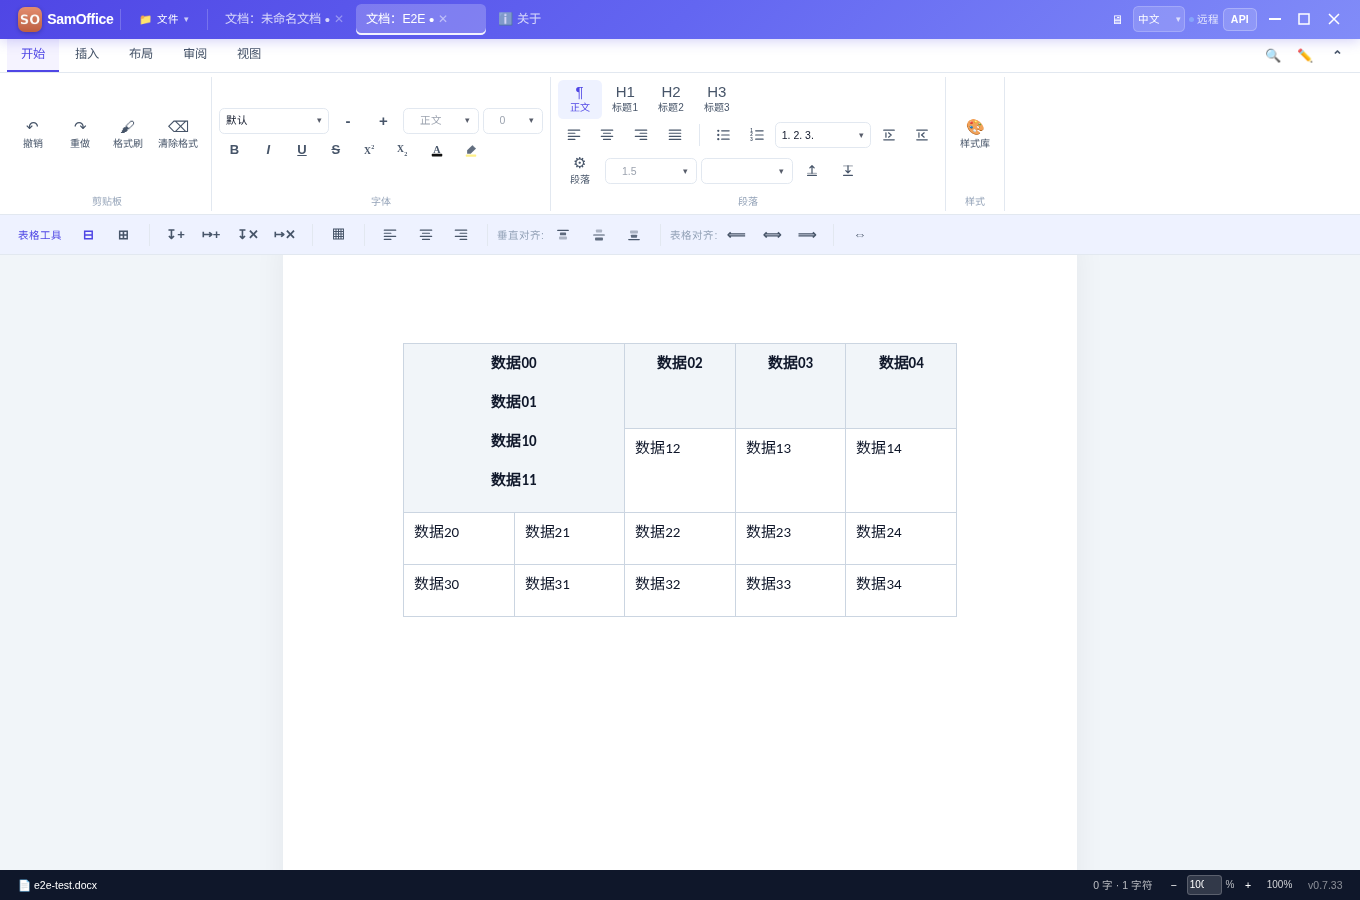 SO SamOffice 文件 文档: 未命名文档 文档: E2E 关于 中文 远程 API
开始 插入 布局 审阅 视图
撤销 重做 格式刷 清除格式
剪贴板
默认 - + 正文 0
B I U S X² X₂ A
字体
正文 H1 标题1 H2 标题2 H3 标题3
1. 2. 3.
段落 1.5
段落
样式库
样式
表格工具 垂直对齐: 表格对齐:
数据00 数据02 数据03 数据04
数据01
数据10 数据12 数据13 数据14
数据11
数据20 数据21 数据22 数据23 数据24
数据30 数据31 数据32 数据33 数据34
e2e-test.docx 0 字 · 1 字符 − 100 % + 100% v0.7.33